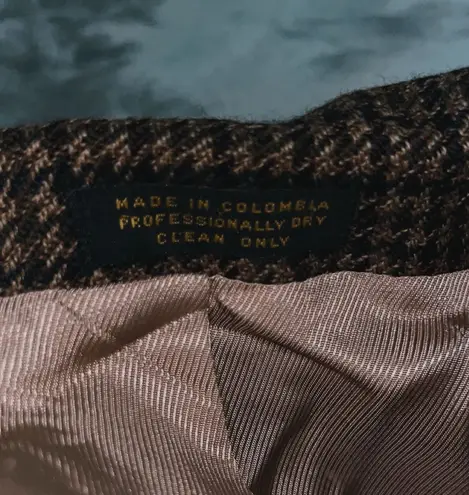 MADE IN COLOMBIA
PROFESSIONALLY DRY
CLEAN ONLY